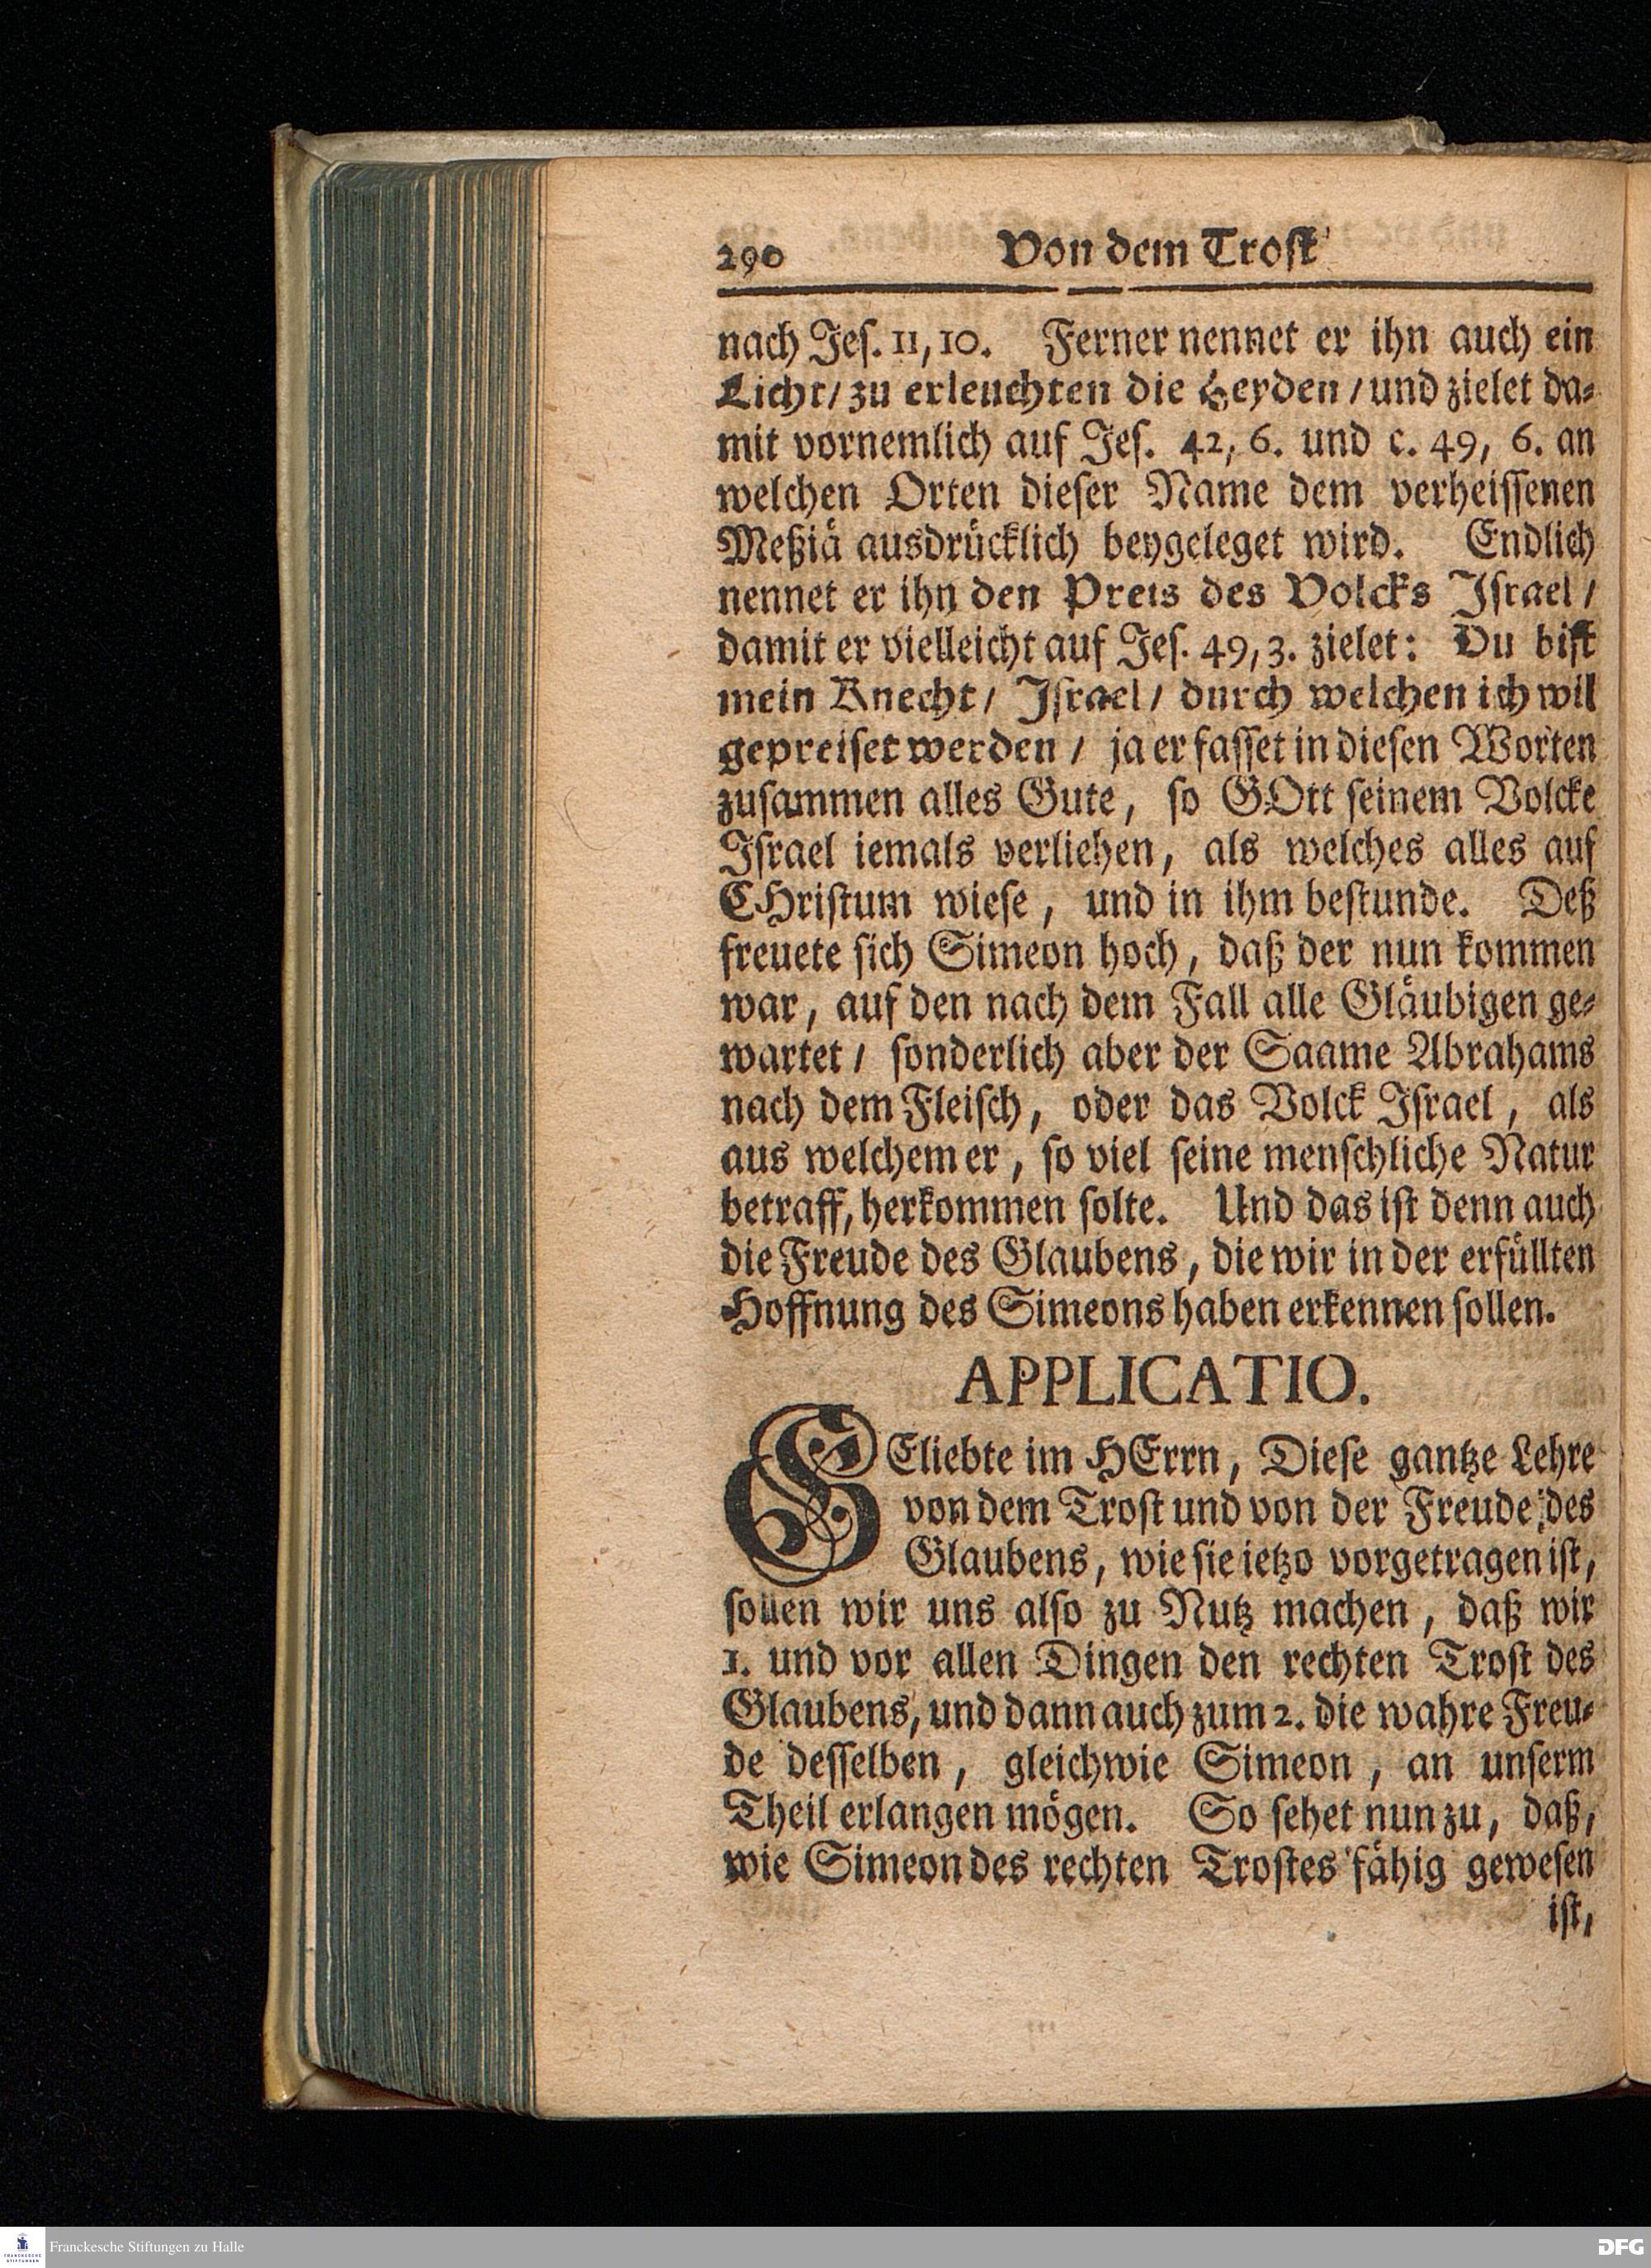 290 Von dem Troſt
nach Jeſ. 11, 10. Ferner nennet er ihn auch ein
Licht/ zu erleuchten die Heyden / und zielet da⸗
mit vornemlich auf Jeſ. 42, 6. und c. 49, 6. an
welchen Orten dieſer Name dem verheiſſenen
Meßiä ausdrücklich beygeleget wird. Endlich
nennet er ihn den Preis des Volcks Iſrael /
damit er vielleicht auf Jeſ. 49, 3. zielet: Du biſt
mein Knecht / Iſrael / durch welchen ich wil
gepreiſet werden / ja er faſſet in dieſen Worten
zuſammen alles Gute, ſo GOtt ſeinem Volcke
Iſrael iemals verliehen, als welches alles auf
CHriſtum wieſe, und in ihm beſtunde. Deß
freuete ſich Simeon hoch, daß der nun kommen
war, auf den nach dem Fall alle Gläubigen ge⸗
wartet / ſonderlich aber der Saame Abrahams
nach dem Fleiſch, oder das Volck Iſrael, als
aus welchem er, ſo viel ſeine menſchliche Natur
betraff, herkommen ſolte. Und das iſt denn auch
die Freude des Glaubens, die wir in der erfüllten
Hoffnung des Simeons haben erkennen ſollen.
APPLICATIO.
GEliebte im HErrn, Dieſe gantze Lehre
von dem Troſt und von der Freude des
Glaubens, wie ſie ietzo vorgetragen iſt,
ſollen wir uns alſo zu Nutz machen, daß wir
1. und vor allen Dingen den rechten Troſt des
Glaubens, und dann auch zum 2. die wahre Freu⸗
de deſſelben, gleichwie Simeon, an unſerm
Theil erlangen mögen. So ſehet nun zu, daß,
wie Simeon des rechten Troſtes fähig geweſen
iſt,
FRANCKESCHE STIFTUNGEN
Franckesche Stiftungen zu Halle
DFG